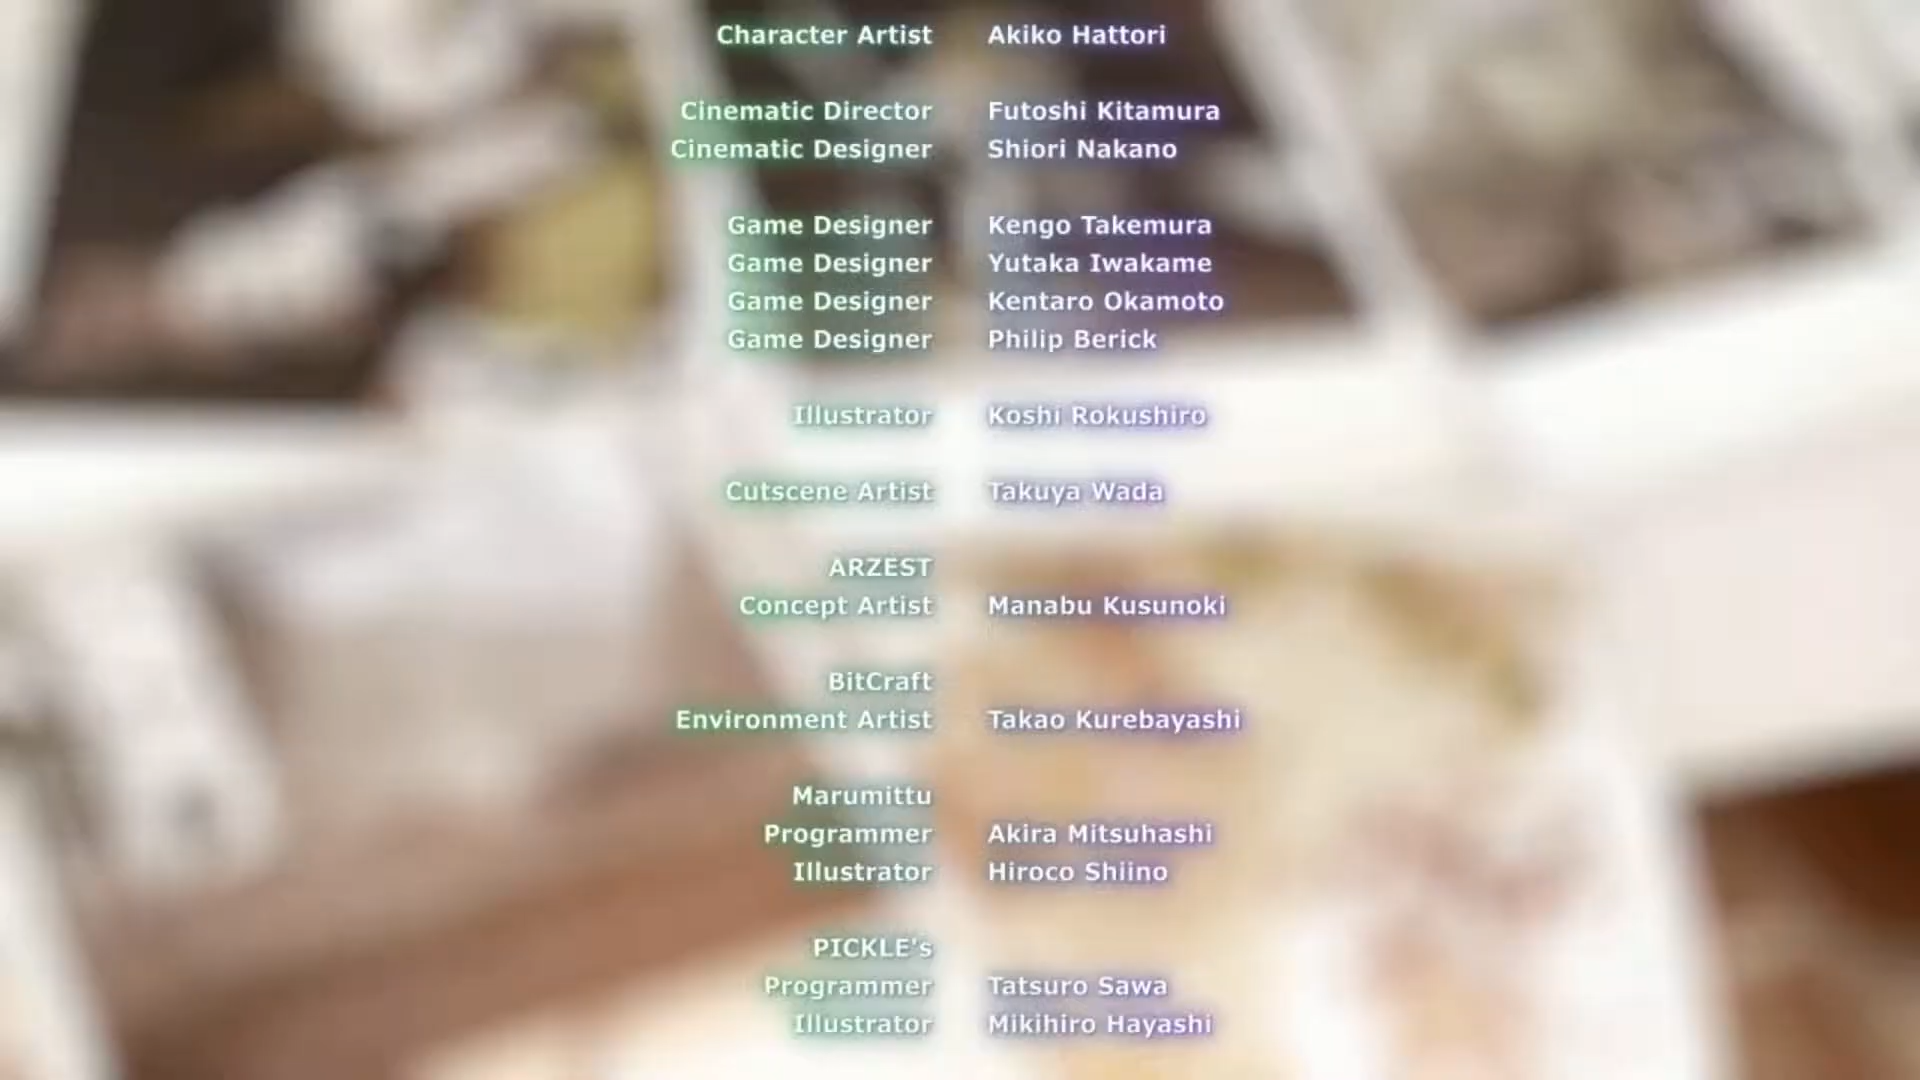 Character Artist Akiko Hattori
Cinematic Director Futoshi Kitamura
Cinematic Designer Shiori Nakano
Game Designer Kengo Takemura
Game Designer Yutaka Iwakame
Game Designer Kentaro Okamoto
Game Designer Philip Berick
Illustrator Koshi Rokushiro
Cutscene Artist Takuya Wada
ARZEST
Concept Artist Manabu Kusunoki
BitCraft
Environment Artist Takao Kurebayashi
Marumittu
Programmer Akira Mitsuhashi
Illustrator Hiroco Shiino
PICKLE's
Programmer Tatsuro Sawa
Illustrator Mikihiro Hayashi